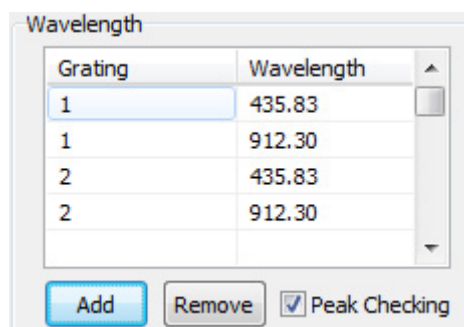 Wavelength
Grating Wavelength
1 435.83
1 912.30
2 435.83
2 912.30
Add Remove Peak Checking